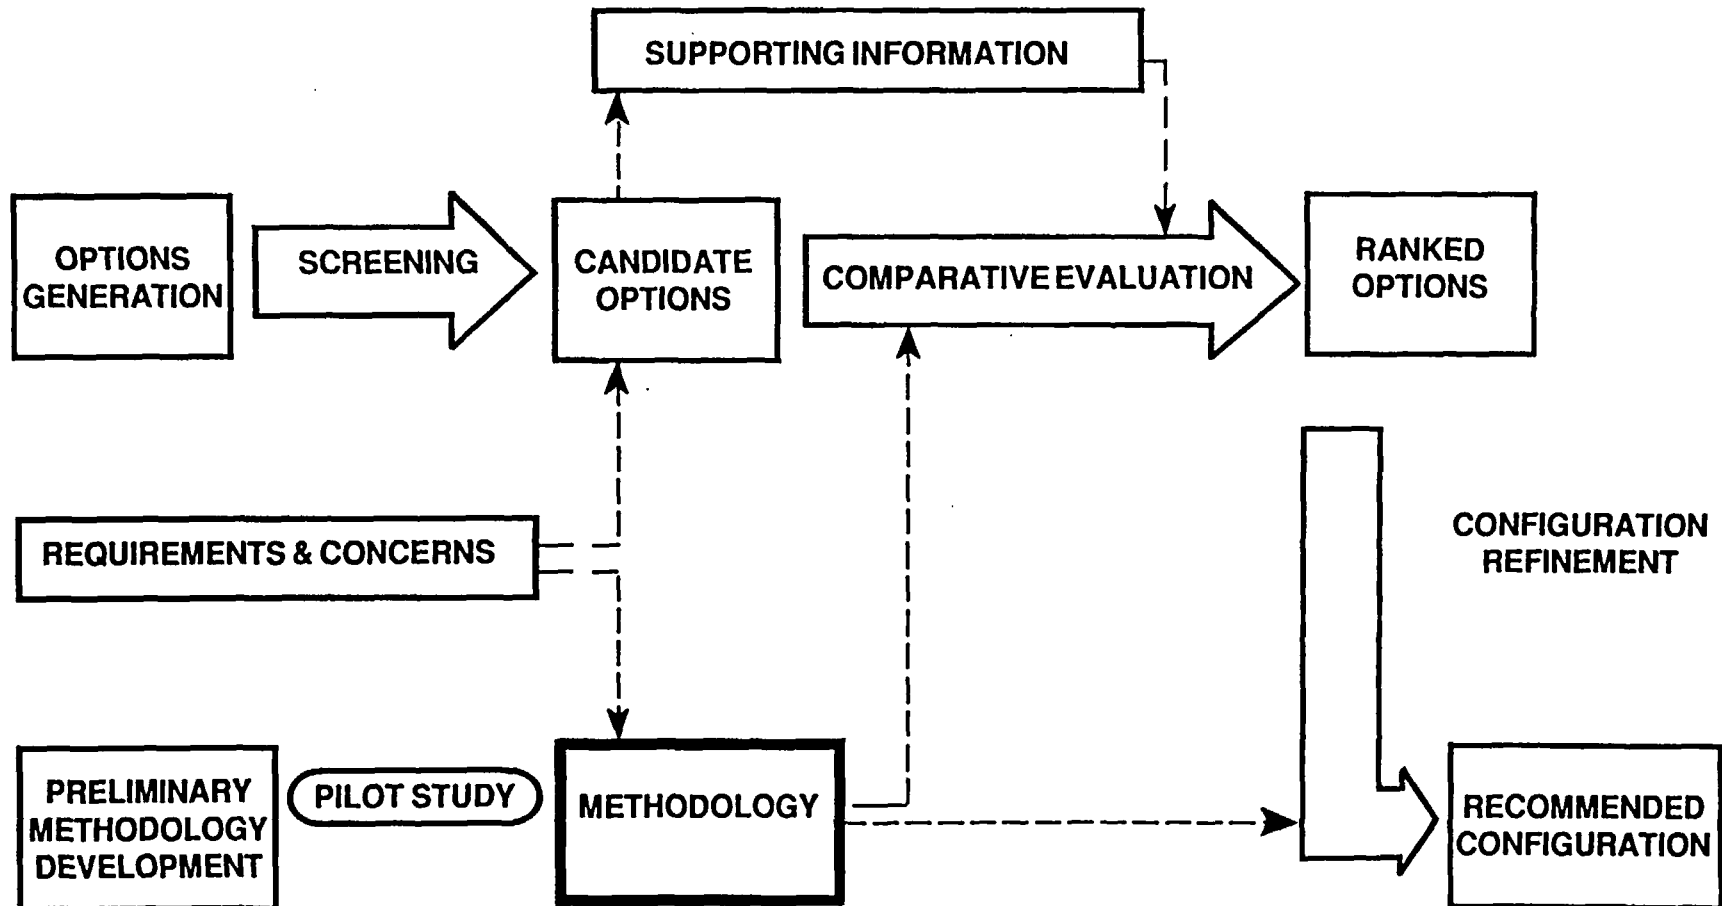 SUPPORTING INFORMATION
OPTIONS
GENERATION
SCREENING
CANDIDATE
OPTIONS
COMPARATIVE EVALUATION
RANKED
OPTIONS
REQUIREMENTS & CONCERNS
CONFIGURATION
REFINEMENT
PRELIMINARY
METHODOLOGY
DEVELOPMENT
PILOT STUDY
METHODOLOGY
RECOMMENDED
CONFIGURATION